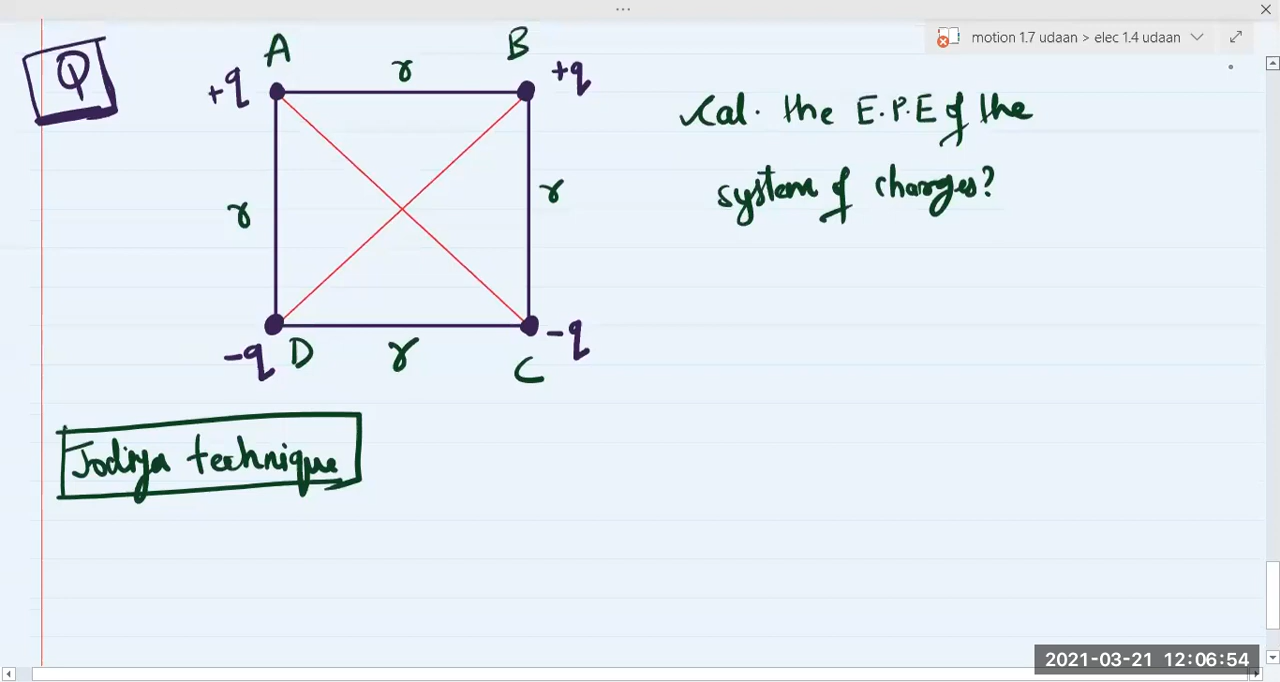 motion 1.7 udaan > elec 1.4 udaan
Q
A
B
+q
r
+q
Cal. the E.P.E of the
system of charges?
r
r
-q
D
r
C
-q
Jodiya technique
2021-03-21 12:06:54